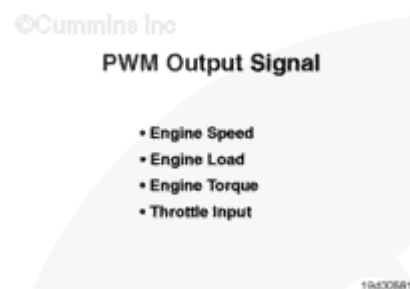 ©Cummins Inc
PWM Output Signal
• Engine Speed
• Engine Load
• Engine Torque
• Throttle Input